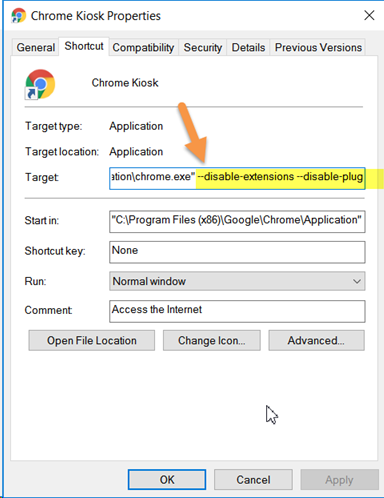 Chrome Kiosk Properties
General Shortcut Compatibility Security Details Previous Versions
Chrome Kiosk
Target type: Application
Target location: Application
Target: tion\chrome.exe" --disable-extensions --disable-plug
Start in: "C:\Program Files (x86)\Google\Chrome\Application"
Shortcut key: None
Run: Normal window
Comment: Access the Internet
Open File Location Change Icon... Advanced...
OK Cancel Apply